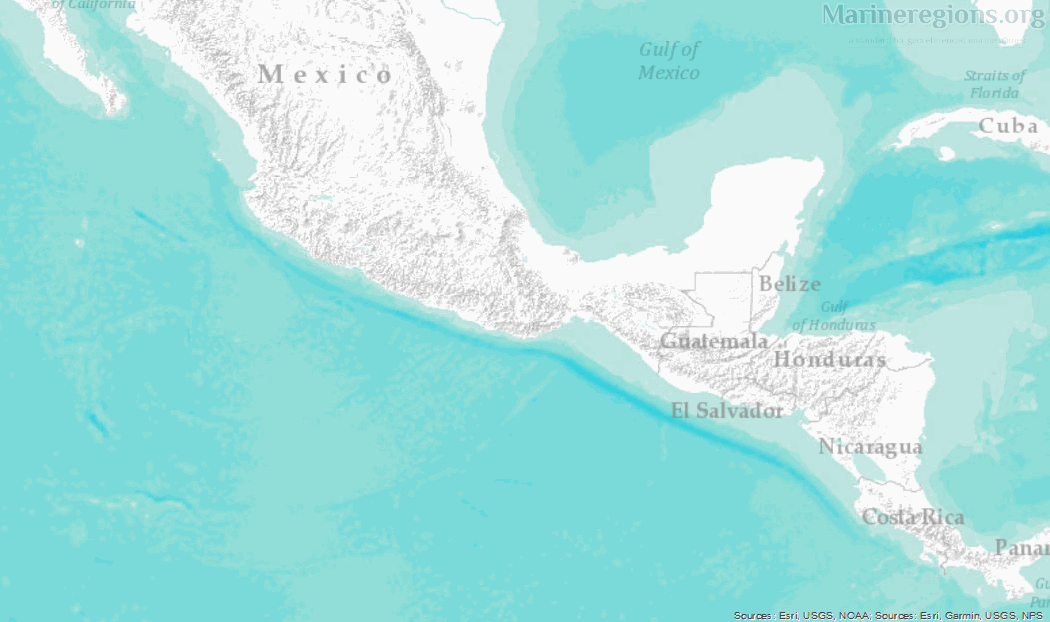 of California
Marineregions.org
Gulf of
Mexico
Mexico
Straits of
Florida
Cuba
Belize
Gulf
of Honduras
Guatemala
Honduras
El Salvador
Nicaragua
Costa Rica
Panar
Gu
Sources: Esri, USGS, NOAA; Sources: Esri, Garmin, USGS, NPS